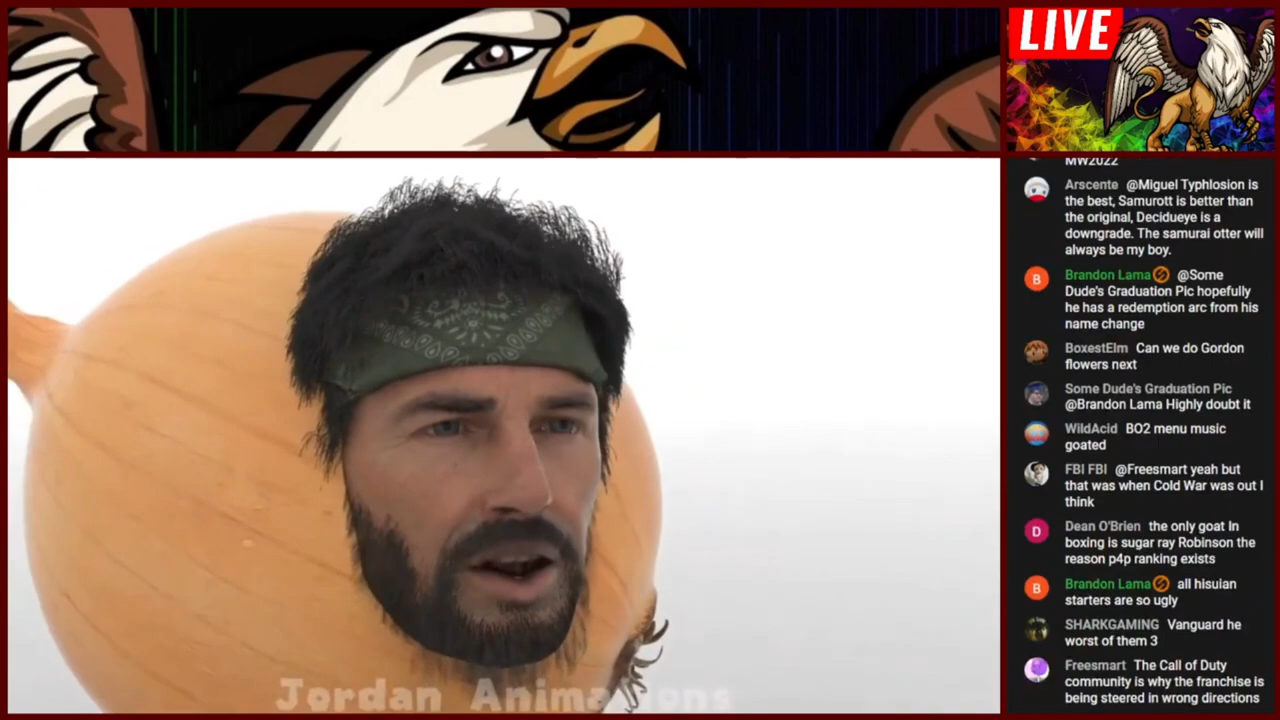 LIVE
MW2022
Arscente @Miguel Typhlosion is
the best, Samurott is better than
the original, Decidueye is a
downgrade. The samurai otter will
always be my boy.
B
Brandon Lama @Some
Dude's Graduation Pic hopefully
he has a redemption arc from his
name change
BoxestElm Can we do Gordon
flowers next
Some Dude's Graduation Pic
@Brandon Lama Highly doubt it
WildAcid BO2 menu music
goated
FBI FBI @Freesmart yeah but
that was when Cold War was out I
think
D
Dean O'Brien the only goat In
boxing is sugar ray Robinson the
reason p4p ranking exists
B
Brandon Lama all hisuian
starters are so ugly
SHARKGAMING Vanguard he
worst of them 3
Freesmart The Call of Duty
community is why the franchise is
being steered in wrong directions
Jordan Animations